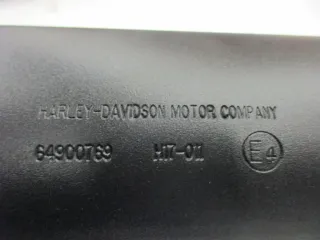 HARLEY-DAVIDSON MOTOR COMPANY
64900769 H17-011 E4